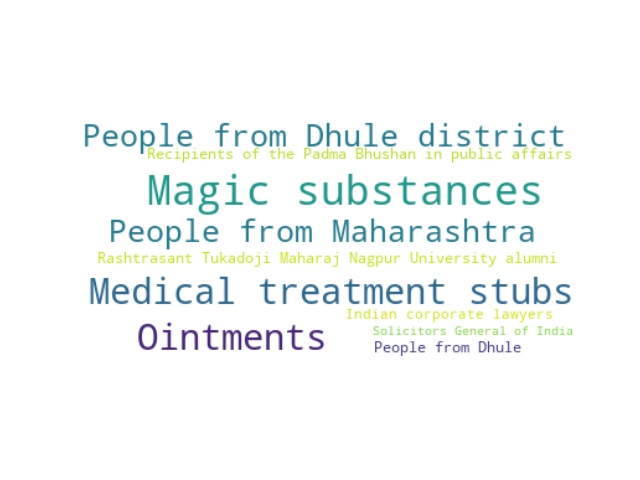 People from Dhule district
Recipients of the Padma Bhushan in public affairs
Magic substances
People from Maharashtra
Rashtrasant Tukadoji Maharaj Nagpur University alumni
Medical treatment stubs
Indian corporate lawyers
Ointments
Solicitors General of India
People from Dhule